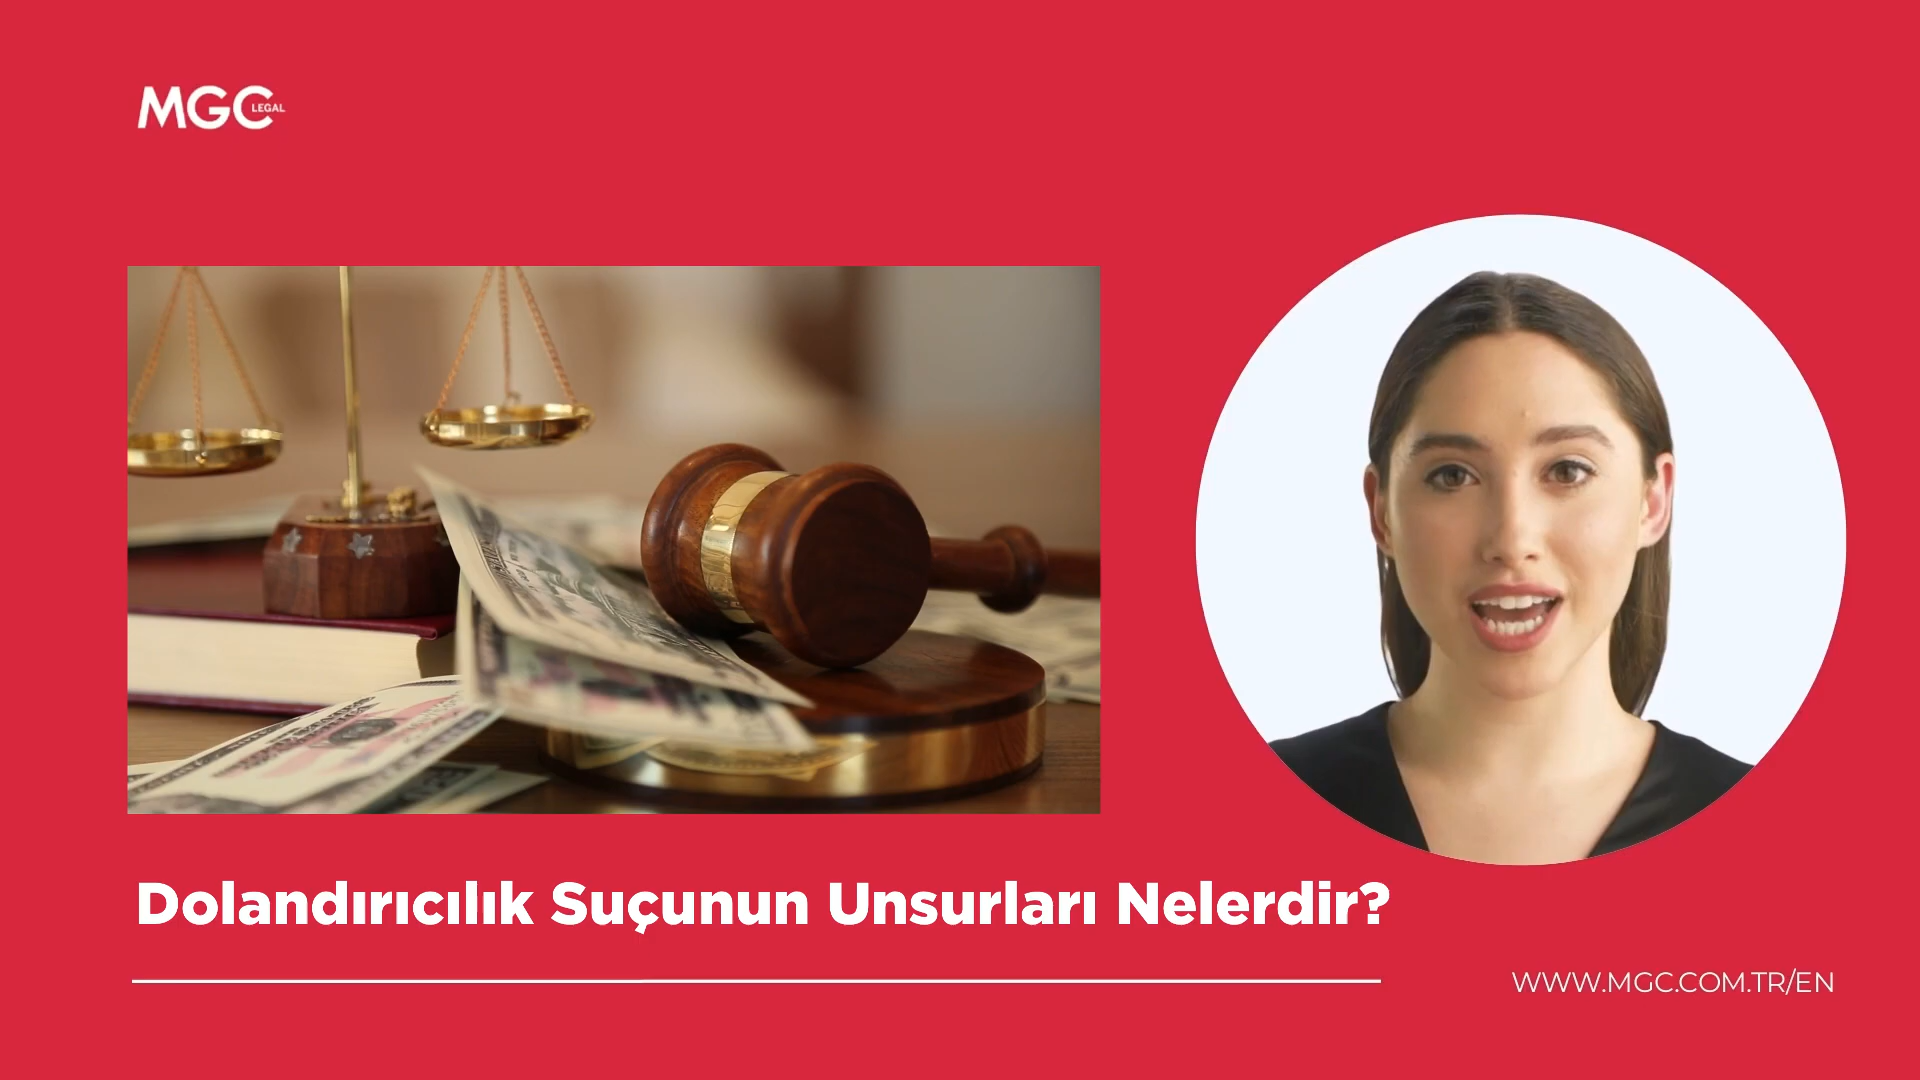 MGC LEGAL
Dolandırıcılık Suçunun Unsurları Nelerdir?
WWW.MGC.COM.TR/EN